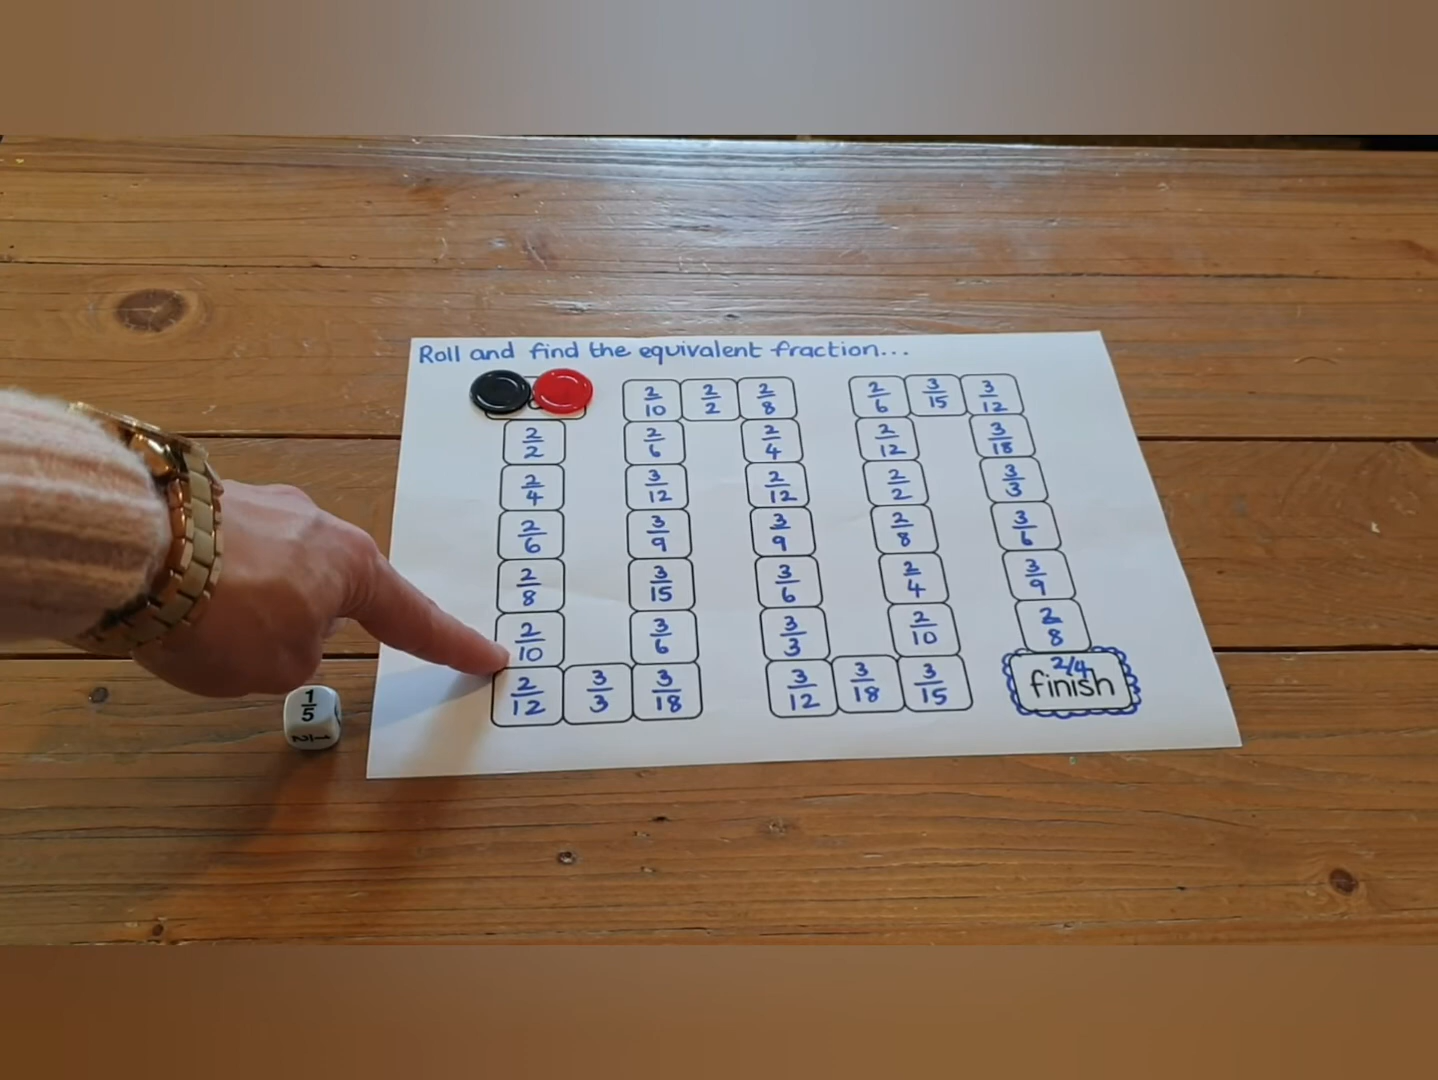 Roll and find the equivalent fraction...
2/10 2/2 2/8
2/6 3/15 3/12
2/2 2/6 2/4 2/12 3/18
2/4 3/12 2/12 2/2 3/3
2/6 3/9 3/9 2/8 3/6
2/8 3/15 3/6 2/4 3/9
2/10 3/6 3/3 2/10 2/8
2/12 3/3 3/18 3/12 3/18 3/15
2/4
finish
1/5
1/2